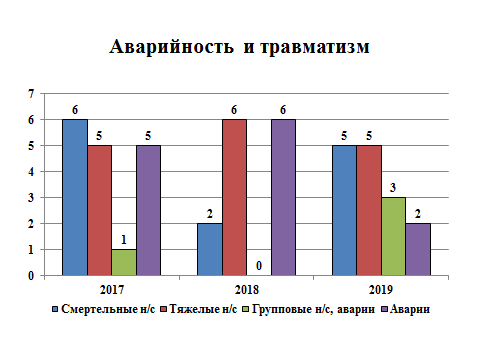 Аварийность и травматизм
7
6
5
4
3
2
1
0
6 5 1 5
2 6 0 6
5 5 3 2
2017 2018 2019
Смертельные н/с Тяжелые н/с Групповые н/с, аварии Аварии